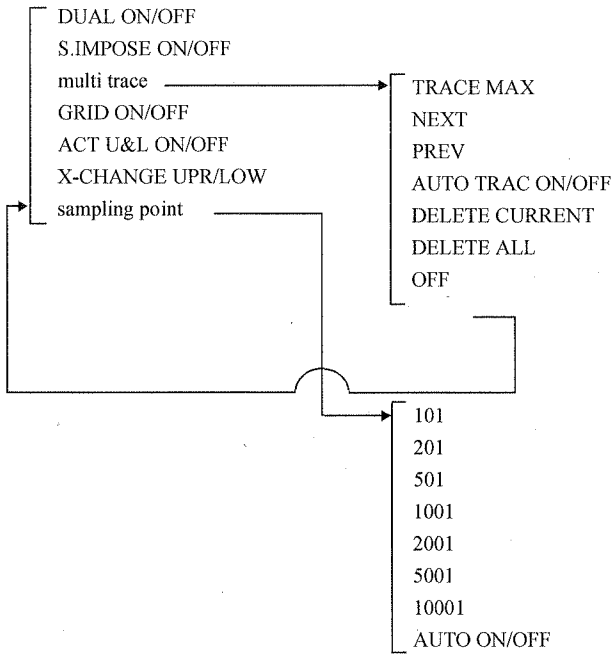 DUAL ON/OFF
S.IMPOSE ON/OFF
multi trace
GRID ON/OFF
ACT U&L ON/OFF
X-CHANGE UPR/LOW
sampling point
TRACE MAX
NEXT
PREV
AUTO TRAC ON/OFF
DELETE CURRENT
DELETE ALL
OFF
101
201
501
1001
2001
5001
10001
AUTO ON/OFF